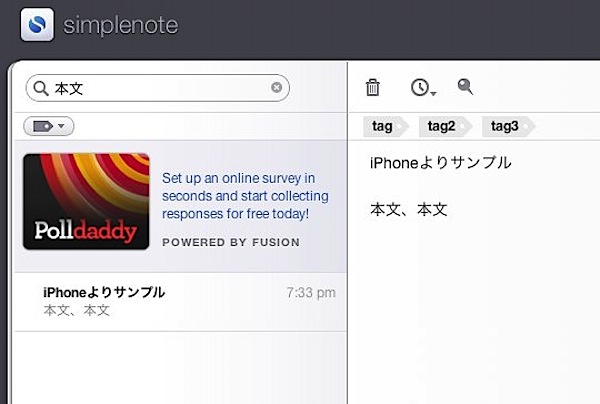 simplenote
本文
tag tag2 tag3
Set up an online survey in
seconds and start collecting
responses for free today!
Polldaddy
POWERED BY FUSION
iPhoneよりサンプル 7:33 pm
本文、本文
iPhoneよりサンプル
本文、本文